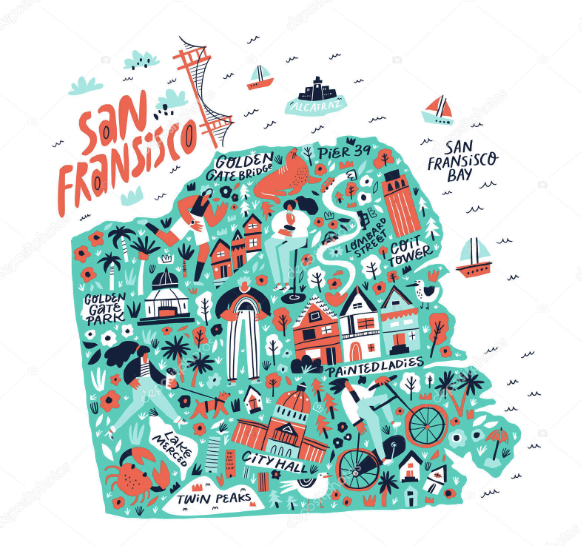 SAN
FRANSISCO
ALCATRAZ
SAN
FRANSISCO
BAY
GOLDEN
GATE BRIDGE
PIER 39
LOMBARD
STREET
COIT
TOWER
GOLDEN
GATE
PARK
PAINTED LADIES
LAKE
MERCED
CITY HALL
TWIN PEAKS